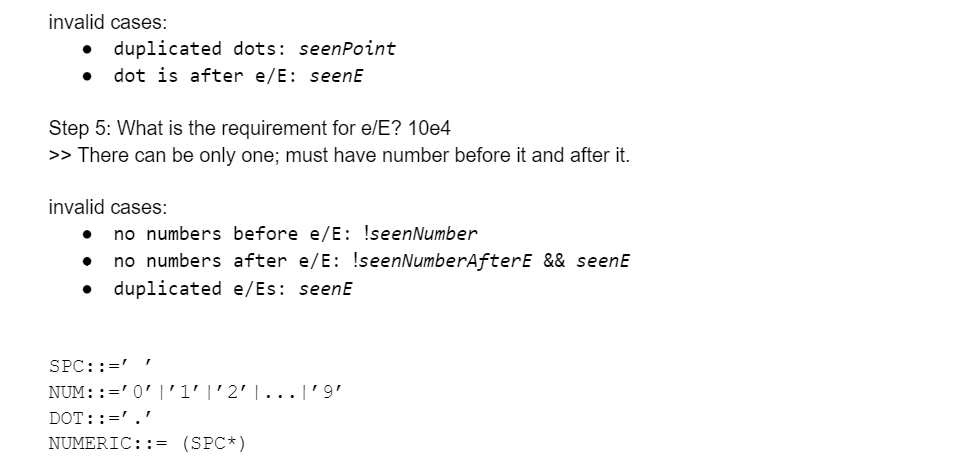 invalid cases:
● duplicated dots: seenPoint
● dot is after e/E: seenE
Step 5: What is the requirement for e/E? 10e4
>> There can be only one; must have number before it and after it.
invalid cases:
● no numbers before e/E: !seenNumber
● no numbers after e/E: !seenNumberAfterE && seenE
● duplicated e/Es: seenE
SPC::=’ ’
NUM::=’0’|’1’|’2’|...|’9’
DOT::=’.’
NUMERIC::= (SPC*)